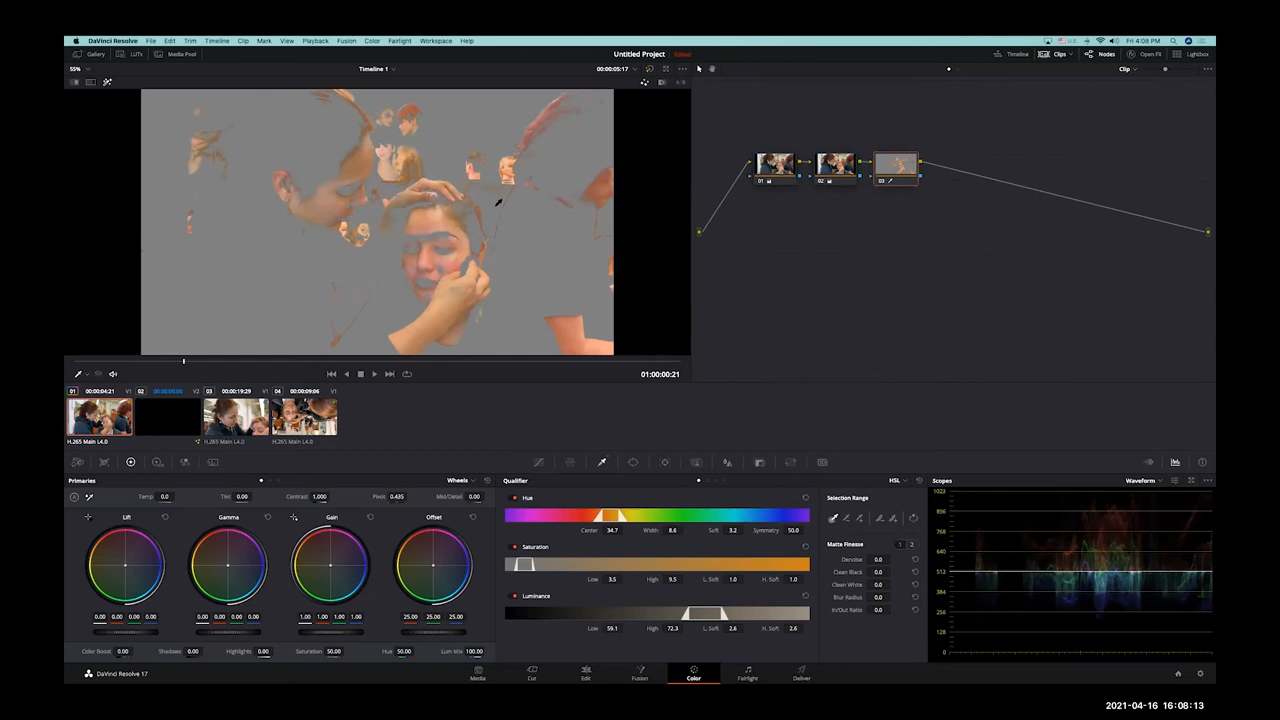 DaVinci Resolve File Edit Trim Timeline Clip Mark View Playback Fusion Color Fairlight Workspace Help Fri 4:08 PM
Gallery LUTs Media Pool Untitled Project Edited Timeline Clips Nodes Open FX Lightbox
55% Timeline 1 00:00:05:17 Clip
01 02 03
01:00:00:21
01 00:00:04:21 V1 02 00:00:00:00 V2 03 00:00:19:29 V1 04 00:00:09:06 V1
H.265 Main L4.0 H.265 Main L4.0 H.265 Main L4.0
Primaries Wheels Qualifier HSL Scopes Waveform
Temp 0.0 Tint 0.00 Contrast 1.000 Pivot 0.435 Mid/Detail 0.00
Lift Gamma Gain Offset
0.00 0.00 0.00 0.00 0.00 0.00 0.00 0.00 1.00 1.00 1.00 1.00 25.00 25.00 25.00
Color Boost 0.00 Shadows 0.00 Highlights 0.00 Saturation 50.00 Hue 50.00 Lum Mix 100.00
Hue
Center 34.7 Width 8.6 Soft 3.2 Symmetry 50.0
Saturation
Low 3.5 High 9.5 L. Soft 1.0 H. Soft 1.0
Luminance
Low 59.1 High 72.3 L. Soft 2.6 H. Soft 2.6
Selection Range
Matte Finesse 1 2
Denoise 0.0
Clean Black 0.0
Clean White 0.0
Blur Radius 0.0
In/Out Ratio 0.0
1023
896
768
640
512
384
256
128
0
DaVinci Resolve 17 Media Cut Edit Fusion Color Fairlight Deliver
2021-04-16 16:08:13